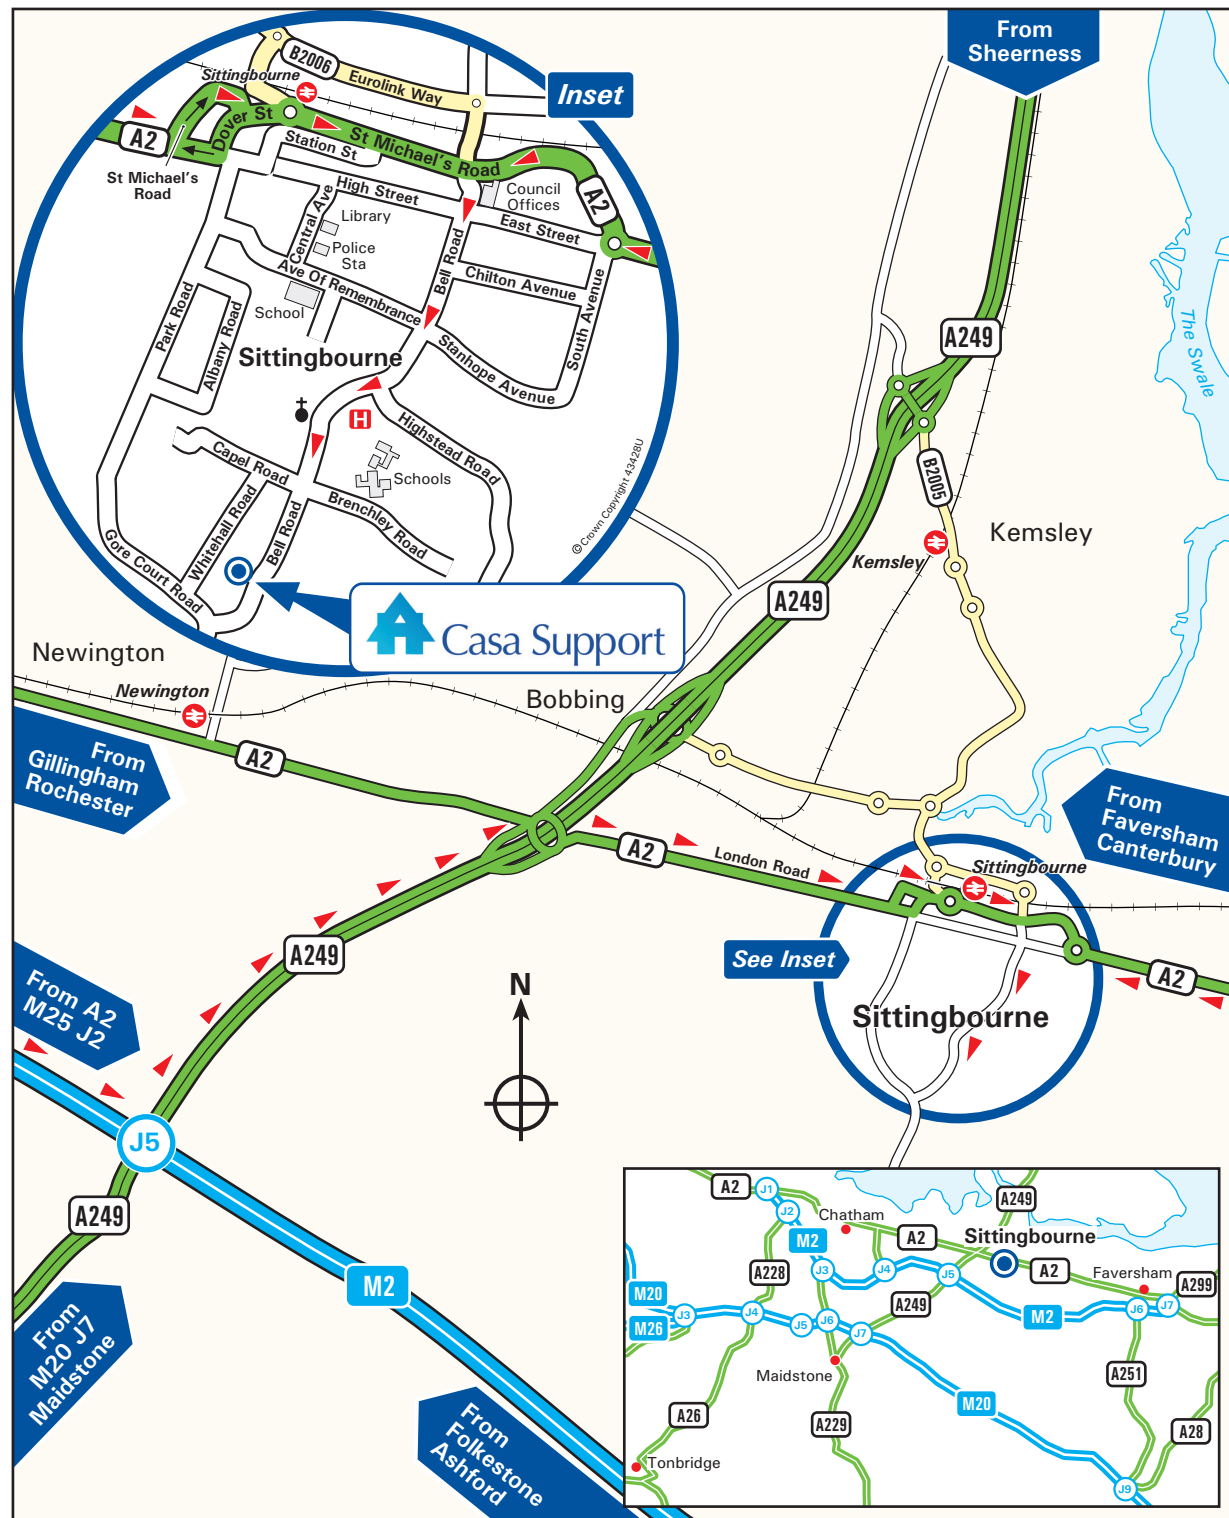 From
Sheerness
Inset
B2006
Sittingbourne
Eurolink Way
A2
Dover St
St Michael's Road
Station St
St Michael's
Road
High Street
Council
Offices
A2
East Street
Central Ave
Library
Police
Sta
Bell Road
Chilton Avenue
Ave Of Remembrance
School
South Avenue
Park Road
Albany Road
Sittingbourne
Stanhope Avenue
H
Highstead Road
Capel Road
Schools
Whitehall Road
Bell Road
Brenchley Road
Gore Court Road
© Crown Copyright 43428U
Casa Support
The Swale
A249
B2005
Kemsley
Kemsley
A249
Newington
Newington
Bobbing
From
Gillingham
Rochester
A2
A2
London Road
From
Faversham
Canterbury
Sittingbourne
See Inset
A2
Sittingbourne
A249
From A2
M25 J2
N
J5
A249
M2
From
M20 J7
Maidstone
From
Folkestone
Ashford
A2
J1
J2
Chatham
M2
A2
A249
Sittingbourne
A2
Faversham
A299
A228
J3
J4
J5
M20
M26
J3
J4
J5
J6
J7
A249
M2
J6
J7
Maidstone
A251
M20
A26
A229
A28
Tonbridge
J9